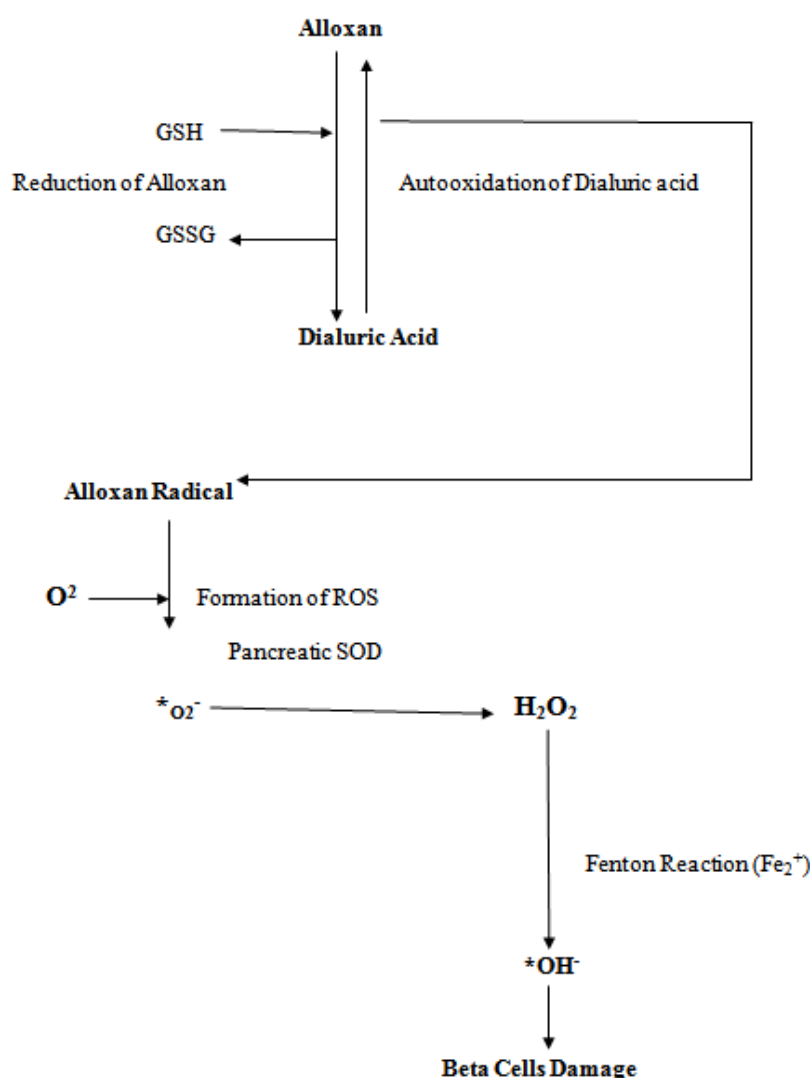 Alloxan
GSH
Reduction of Alloxan
Autooxidation of Dialuric acid
GSSG
Dialuric Acid
Alloxan Radical
O²
Formation of ROS
Pancreatic SOD
*O₂⁻
H₂O₂
Fenton Reaction (Fe₂⁺)
*OH⁻
Beta Cells Damage